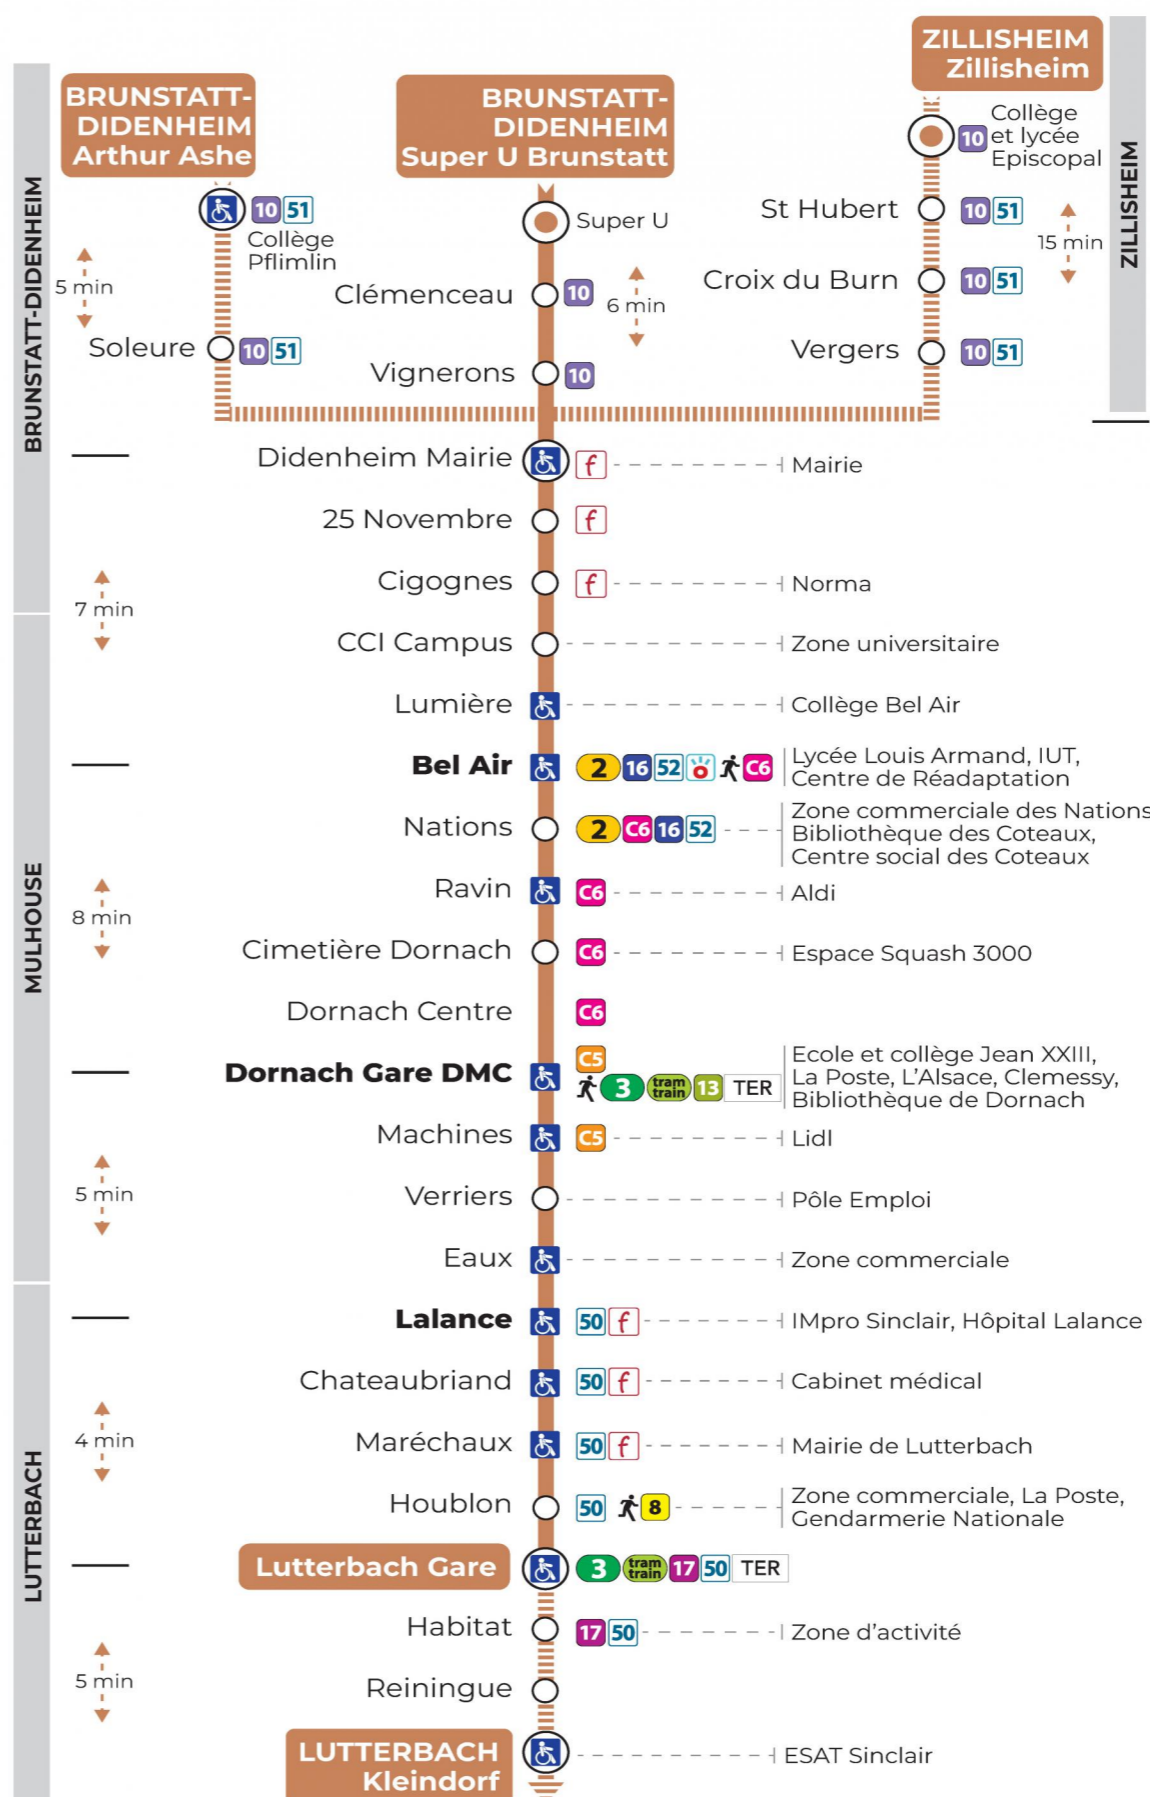 ZILLISHEIM
Zillisheim
BRUNSTATT-
DIDENHEIM
Arthur Ashe
BRUNSTATT-
DIDENHEIM
Super U Brunstatt
10
Collège
et lycée
Episcopal
ZILLISHEIM
BRUNSTATT-DIDENHEIM
10 51
Collège
Pflimlin
5 min
Soleure 10 51
Super U
Clémenceau 10
6 min
Vignerons 10
St Hubert 10 51
15 min
Croix du Burn 10 51
Vergers 10 51
Didenheim Mairie f Mairie
25 Novembre f
Cigognes f Norma
7 min
CCI Campus Zone universitaire
Lumière Collège Bel Air
MULHOUSE
Bel Air 2 16 52 C6 Lycée Louis Armand, IUT,
Centre de Réadaptation
Nations 2 C6 16 52 Zone commerciale des Nations
Bibliothèque des Coteaux,
Centre social des Coteaux
Ravin C6 Aldi
8 min
Cimetière Dornach C6 Espace Squash 3000
Dornach Centre C6
Dornach Gare DMC C5
3 tram train 13 TER
Ecole et collège Jean XXIII,
La Poste, L'Alsace, Clemessy,
Bibliothèque de Dornach
Machines C5 Lidl
5 min
Verriers Pôle Emploi
Eaux Zone commerciale
LUTTERBACH
Lalance 50 f IMpro Sinclair, Hôpital Lalance
Chateaubriand 50 f Cabinet médical
4 min
Maréchaux 50 f Mairie de Lutterbach
Houblon 50 8 Zone commerciale, La Poste,
Gendarmerie Nationale
Lutterbach Gare 3 tram train 17 50 TER
Habitat 17 50 Zone d'activité
5 min
Reiningue
LUTTERBACH
Kleindorf
ESAT Sinclair